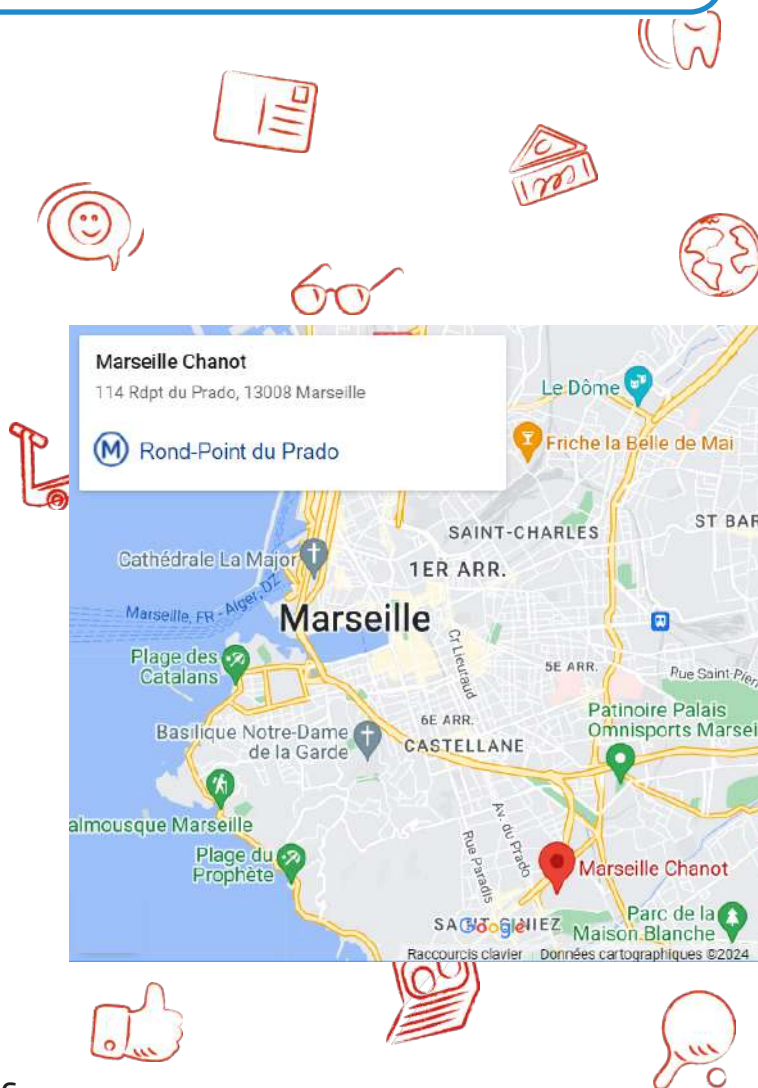 Marseille Chanot
114 Rdpt du Prado, 13008 Marseille
M Rond-Point du Prado
Le Dôme
Friche la Belle de Mai
SAINT-CHARLES
ST BAR
Cathédrale La Major
1ER ARR.
Marseille, FR - Alger, DZ
Marseille
Plage des
Catalans
Cr Lieutaud
5E ARR.
Rue Saint-Pier
Patinoire Palais
Omnisports Marsei
6E ARR.
Basilique Notre-Dame
de la Garde
CASTELLANE
almousque Marseille
Av. du Prado
Rue Paradis
Plage du
Prophète
Marseille Chanot
Parc de la
Maison Blanche
Google
Raccourcis clavier
Données cartographiques ©2024